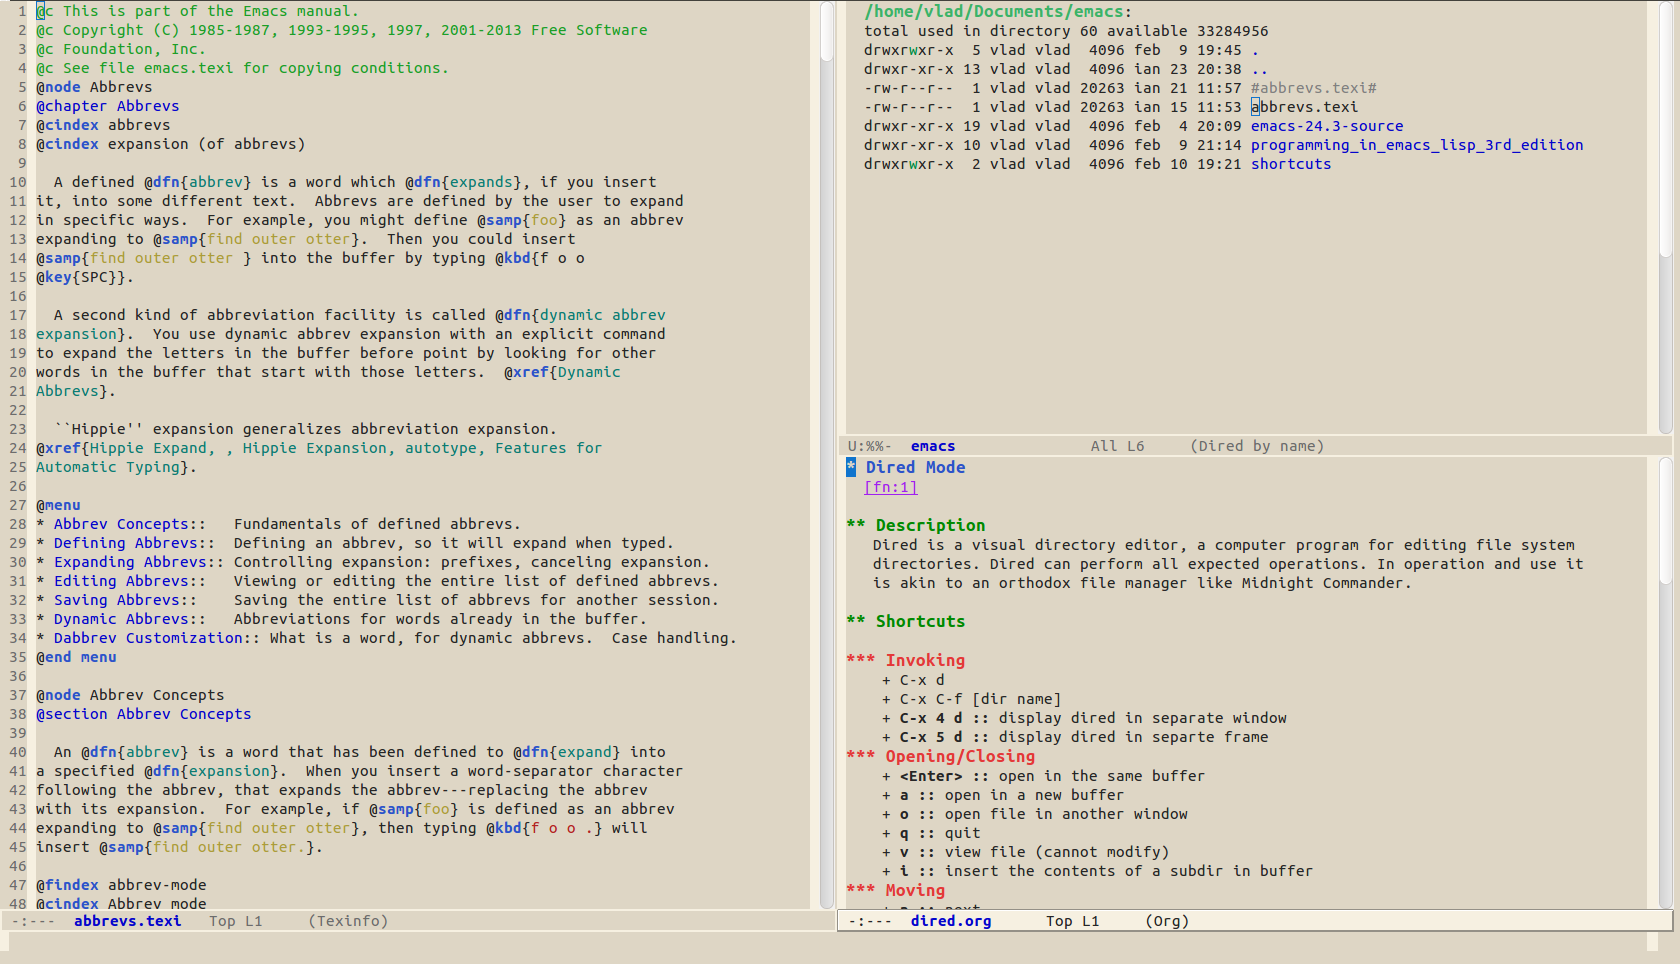 1 @c This is part of the Emacs manual.
2 @c Copyright (C) 1985-1987, 1993-1995, 1997, 2001-2013 Free Software
3 @c Foundation, Inc.
4 @c See file emacs.texi for copying conditions.
5 @node Abbrevs
6 @chapter Abbrevs
7 @cindex abbrevs
8 @cindex expansion (of abbrevs)
9
10   A defined @dfn{abbrev} is a word which @dfn{expands}, if you insert
11 it, into some different text.  Abbrevs are defined by the user to expand
12 in specific ways.  For example, you might define @samp{foo} as an abbrev
13 expanding to @samp{find outer otter}.  Then you could insert
14 @samp{find outer otter } into the buffer by typing @kbd{f o o
15 @key{SPC}}.
16
17   A second kind of abbreviation facility is called @dfn{dynamic abbrev
18 expansion}.  You use dynamic abbrev expansion with an explicit command
19 to expand the letters in the buffer before point by looking for other
20 words in the buffer that start with those letters.  @xref{Dynamic
21 Abbrevs}.
22
23   ``Hippie'' expansion generalizes abbreviation expansion.
24 @xref{Hippie Expand, , Hippie Expansion, autotype, Features for
25 Automatic Typing}.
26
27 @menu
28 * Abbrev Concepts::   Fundamentals of defined abbrevs.
29 * Defining Abbrevs::  Defining an abbrev, so it will expand when typed.
30 * Expanding Abbrevs:: Controlling expansion: prefixes, canceling expansion.
31 * Editing Abbrevs::   Viewing or editing the entire list of defined abbrevs.
32 * Saving Abbrevs::    Saving the entire list of abbrevs for another session.
33 * Dynamic Abbrevs::   Abbreviations for words already in the buffer.
34 * Dabbrev Customization:: What is a word, for dynamic abbrevs.  Case handling.
35 @end menu
36
37 @node Abbrev Concepts
38 @section Abbrev Concepts
39
40   An @dfn{abbrev} is a word that has been defined to @dfn{expand} into
41 a specified @dfn{expansion}.  When you insert a word-separator character
42 following the abbrev, that expands the abbrev---replacing the abbrev
43 with its expansion.  For example, if @samp{foo} is defined as an abbrev
44 expanding to @samp{find outer otter}, then typing @kbd{f o o .} will
45 insert @samp{find outer otter.}.
46
47 @findex abbrev-mode
48 @cindex Abbrev mode
-:---  abbrevs.texi   Top L1     (Texinfo)
/home/vlad/Documents/emacs:
total used in directory 60 available 33284956
drwxrwxr-x  5 vlad vlad  4096 feb  9 19:45 .
drwxr-xr-x 13 vlad vlad  4096 ian 23 20:38 ..
-rw-r--r--  1 vlad vlad 20263 ian 21 11:57 #abbrevs.texi#
-rw-r--r--  1 vlad vlad 20263 ian 15 11:53 abbrevs.texi
drwxr-xr-x 19 vlad vlad  4096 feb  4 20:09 emacs-24.3-source
drwxr-xr-x 10 vlad vlad  4096 feb  9 21:14 programming_in_emacs_lisp_3rd_edition
drwxrwxr-x  2 vlad vlad  4096 feb 10 19:21 shortcuts
U:%%-  emacs               All L6     (Dired by name)
* Dired Mode
[fn:1]
** Description
Dired is a visual directory editor, a computer program for editing file system
directories. Dired can perform all expected operations. In operation and use it
is akin to an orthodox file manager like Midnight Commander.
** Shortcuts
*** Invoking
+ C-x d
+ C-x C-f [dir name]
+ C-x 4 d :: display dired in separate window
+ C-x 5 d :: display dired in separte frame
*** Opening/Closing
+ <Enter> :: open in the same buffer
+ a :: open in a new buffer
+ o :: open file in another window
+ q :: quit
+ v :: view file (cannot modify)
+ i :: insert the contents of a subdir in buffer
*** Moving
-:---  dired.org      Top L1     (Org)